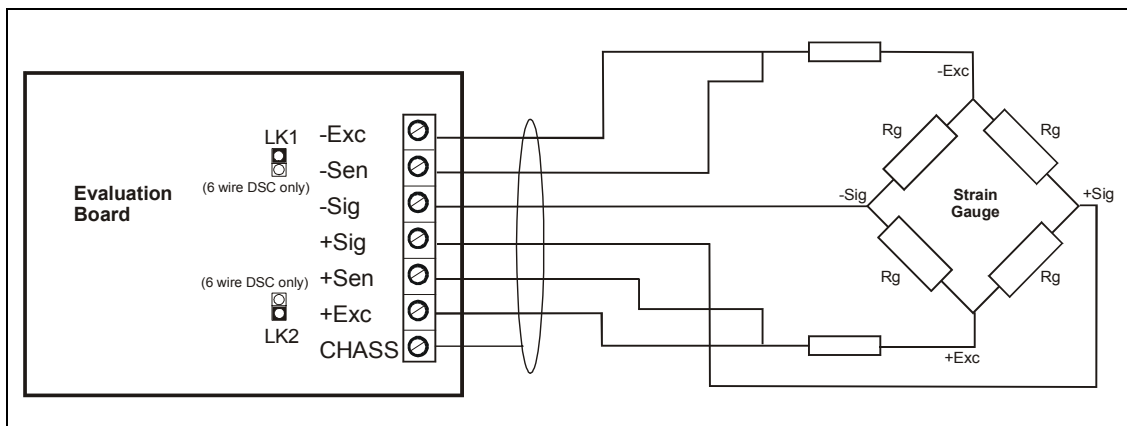 Evaluation
Board
LK1
(6 wire DSC only)
(6 wire DSC only)
LK2
-Exc
-Sen
-Sig
+Sig
+Sen
+Exc
CHASS
-Exc
Rg
Rg
-Sig
Strain
Gauge
+Sig
Rg
Rg
+Exc